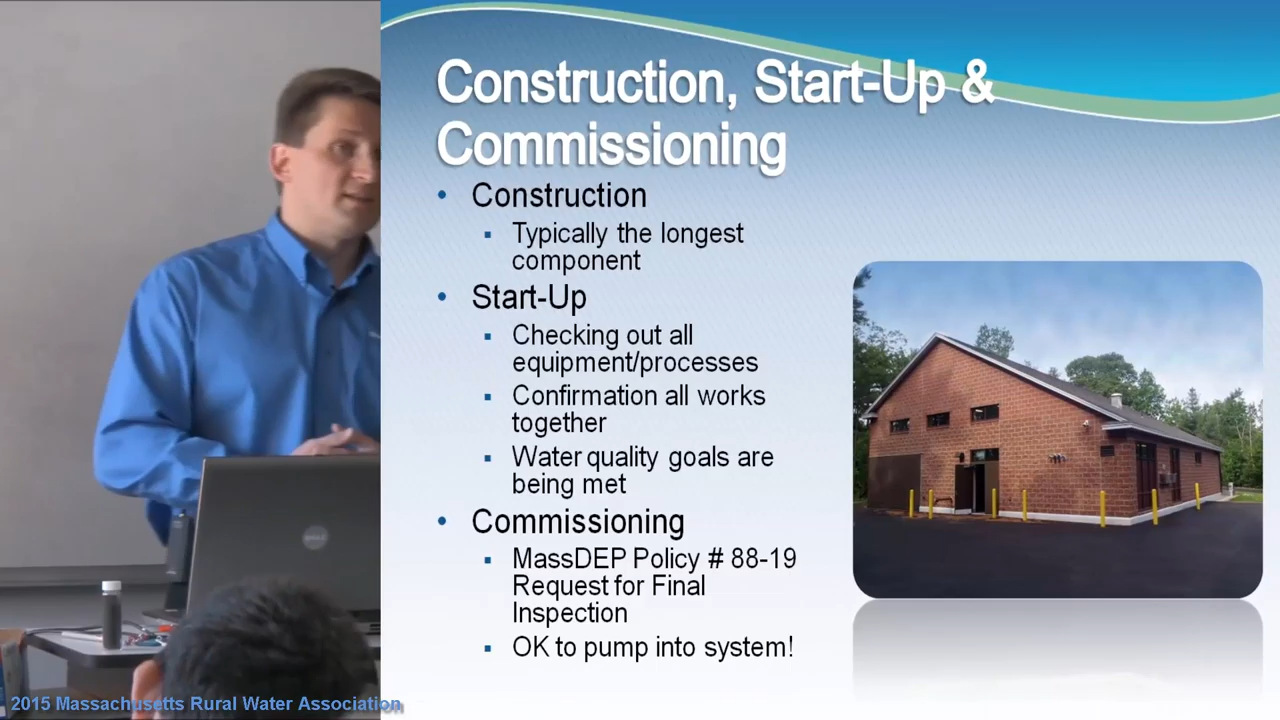 Construction, Start-Up &
Commissioning
• Construction
▪ Typically the longest
component
• Start-Up
▪ Checking out all
equipment/processes
▪ Confirmation all works
together
▪ Water quality goals are
being met
• Commissioning
▪ MassDEP Policy # 88-19
Request for Final
Inspection
▪ OK to pump into system!
DELL
2015 Massachusetts Rural Water Association